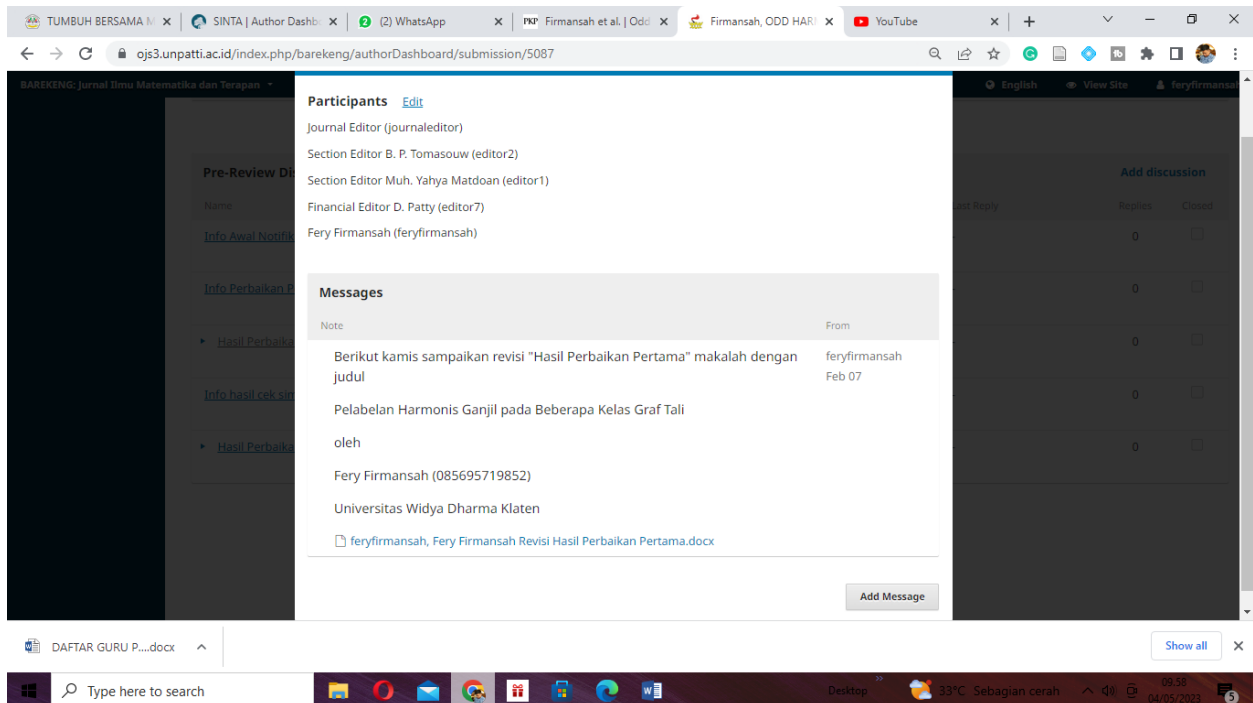 TUMBUH BERSAMA M
SINTA | Author Dashb
(2) WhatsApp
PKP Firmansah et al. | Odd
Firmansah, ODD HARM
YouTube
ojs3.unpatti.ac.id/index.php/barekeng/authorDashboard/submission/5087
BAREKENG: Jurnal Ilmu Matematika dan Terapan
English
View Site
feryfirmansah
Participants Edit
Journal Editor (journaleditor)
Section Editor B. P. Tomasouw (editor2)
Section Editor Muh. Yahya Matdoan (editor1)
Financial Editor D. Patty (editor7)
Fery Firmansah (feryfirmansah)
Pre-Review Di
Add discussion
Name
Last Reply
Replies
Closed
Info Awal Notifik
0
Info Perbaikan P
0
Hasil Perbaika
0
Info hasil cek sim
0
Hasil Perbaika
0
Messages
Note
From
Berikut kamis sampaikan revisi "Hasil Perbaikan Pertama" makalah dengan
judul
feryfirmansah
Feb 07
Pelabelan Harmonis Ganjil pada Beberapa Kelas Graf Tali
oleh
Fery Firmansah (085695719852)
Universitas Widya Dharma Klaten
feryfirmansah, Fery Firmansah Revisi Hasil Perbaikan Pertama.docx
Add Message
DAFTAR GURU P....docx
Show all
Type here to search
Desktop
33°C Sebagian cerah
09.58
04/05/2023
5